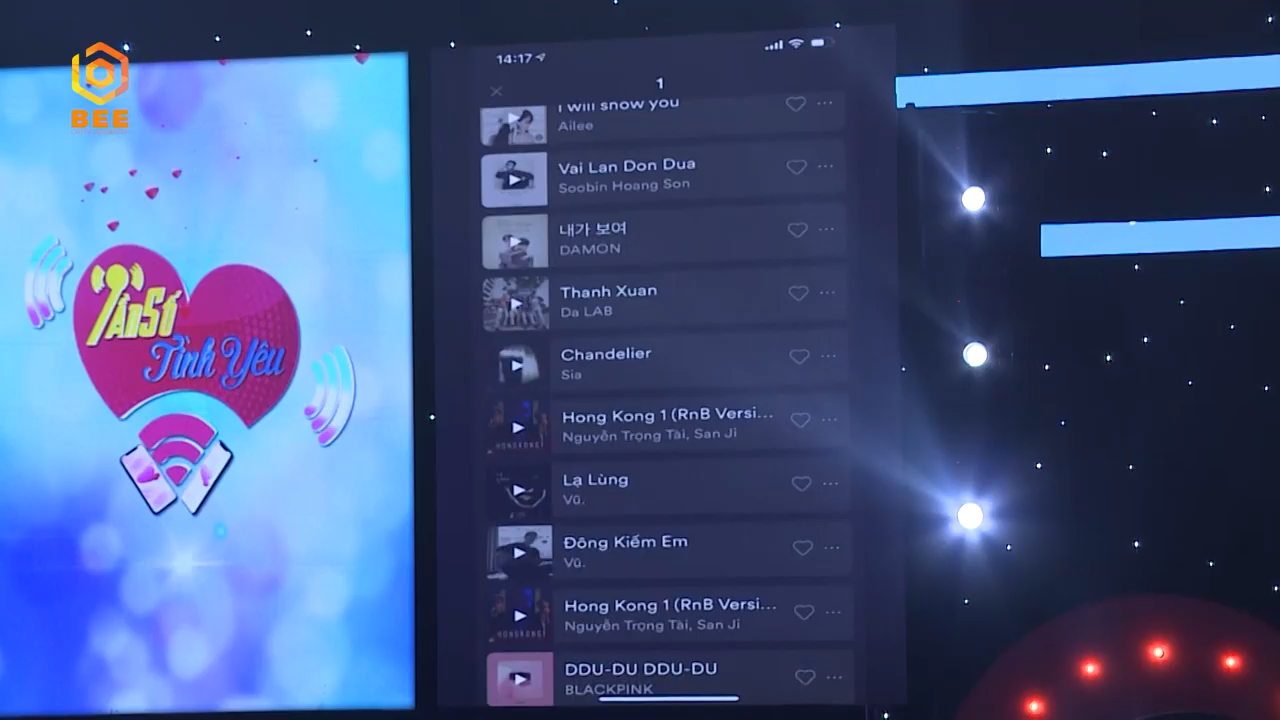 BEE
TầnSố
Tình Yêu
14:17
1
I will show you
Ailee
Vai Lan Don Dua
Soobin Hoang Son
내가 보여
DAMON
Thanh Xuan
Da LAB
Chandelier
Sia
Hong Kong 1 (RnB Versi...
Nguyễn Trọng Tài, San Ji
HONGKONG1
Lạ Lùng
Vũ.
Đông Kiếm Em
Vũ.
Hong Kong 1 (RnB Versi...
Nguyễn Trọng Tài, San Ji
HONGKONG1
DDU-DU DDU-DU
BLACKPINK